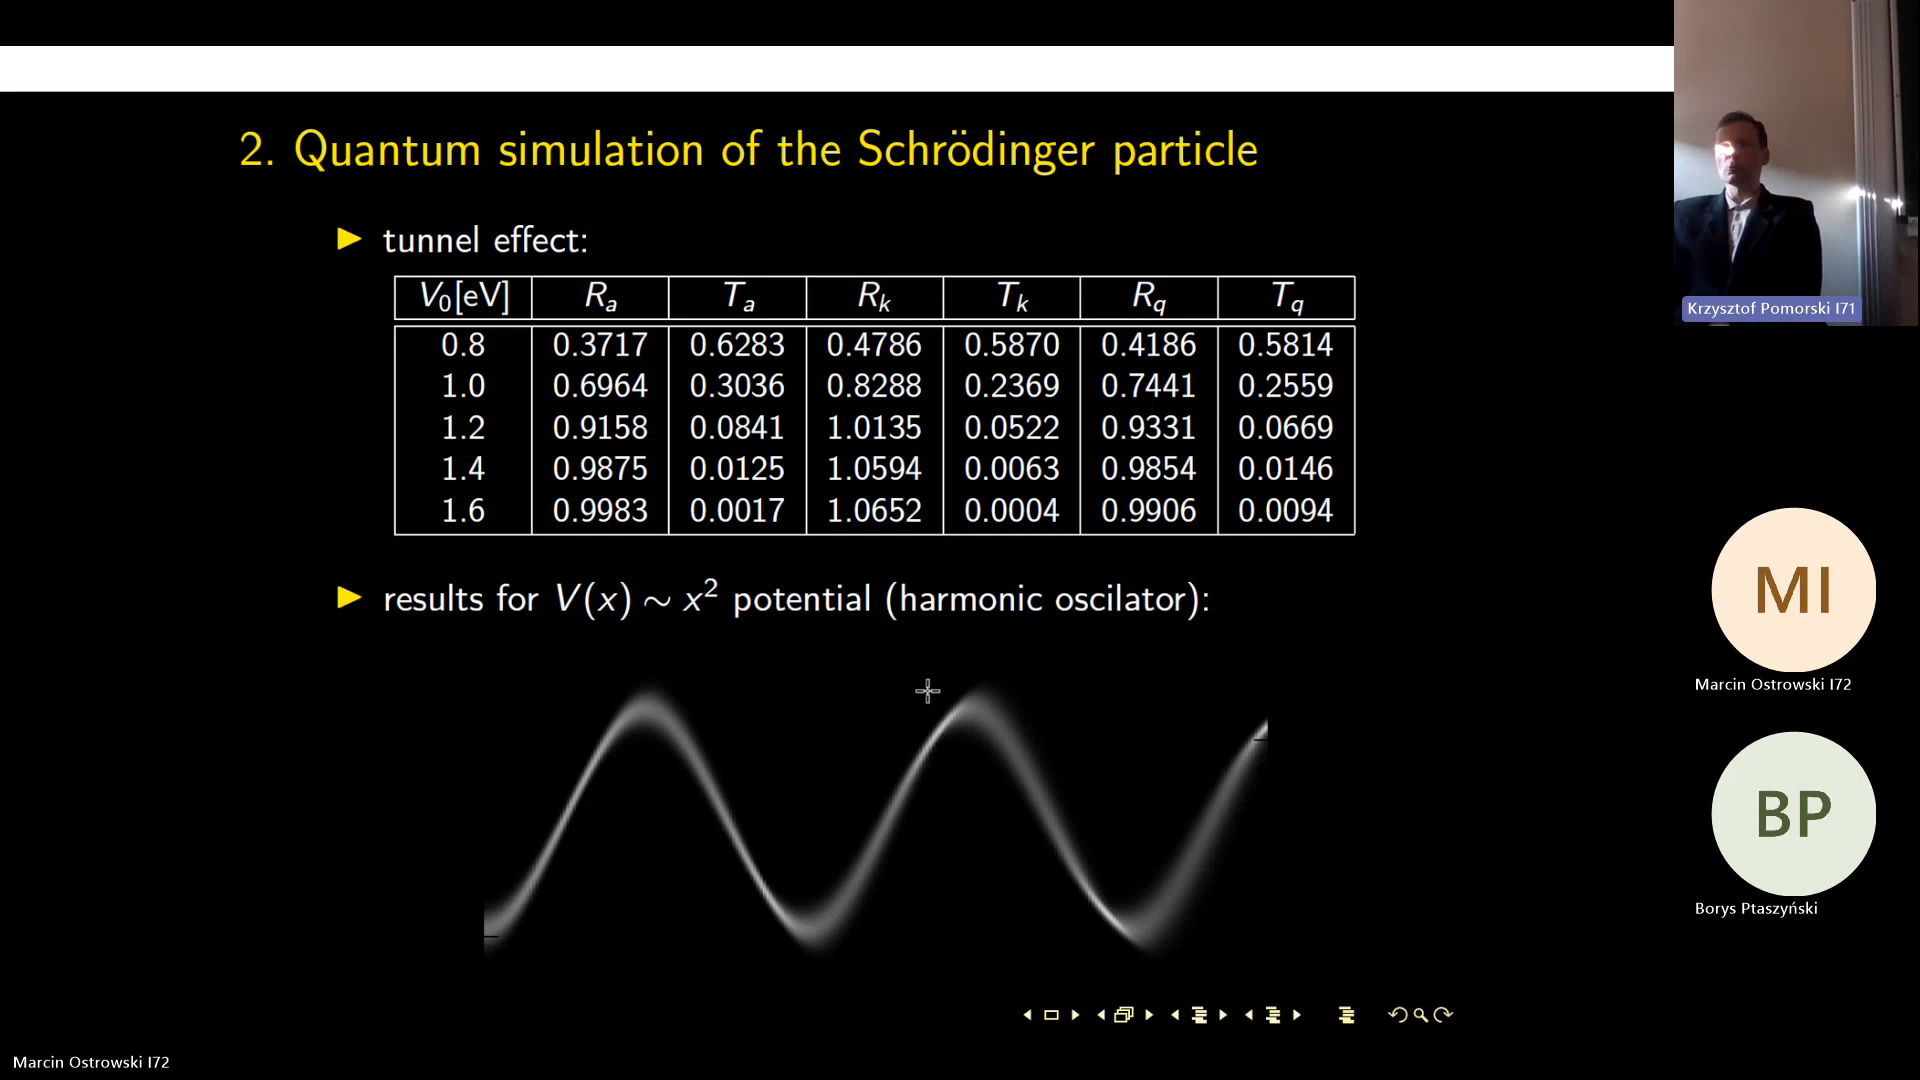 2. Quantum simulation of the Schrödinger particle
tunnel effect:
V₀[eV] Rₐ Tₐ Rₖ Tₖ R_q T_q
0.8 0.3717 0.6283 0.4786 0.5870 0.4186 0.5814
1.0 0.6964 0.3036 0.8288 0.2369 0.7441 0.2559
1.2 0.9158 0.0841 1.0135 0.0522 0.9331 0.0669
1.4 0.9875 0.0125 1.0594 0.0063 0.9854 0.0146
1.6 0.9983 0.0017 1.0652 0.0004 0.9906 0.0094
results for V(x) ∼ x² potential (harmonic oscilator):
Krzysztof Pomorski I71
MI
Marcin Ostrowski I72
BP
Borys Ptaszyński
Marcin Ostrowski I72